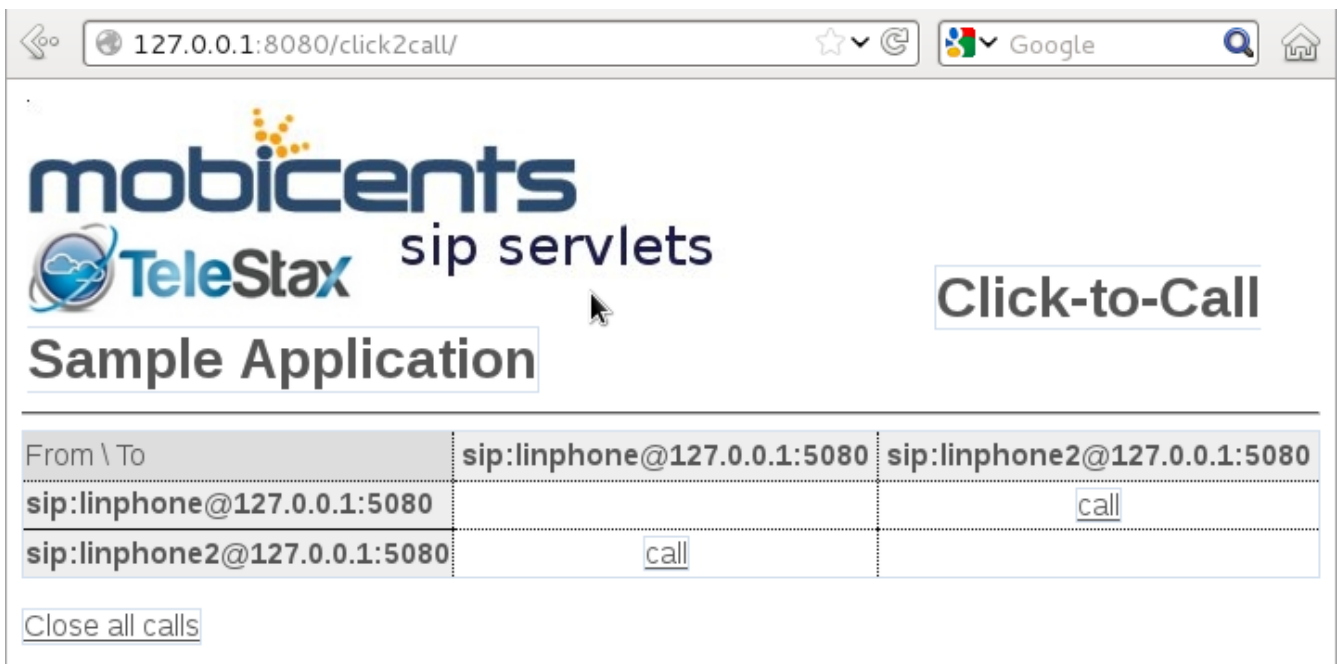 127.0.0.1:8080/click2call/ Google
mobicents
TeleStax sip servlets
Click-to-Call
Sample Application
From \ To sip:linphone@127.0.0.1:5080 sip:linphone2@127.0.0.1:5080
sip:linphone@127.0.0.1:5080 call
sip:linphone2@127.0.0.1:5080 call
Close all calls